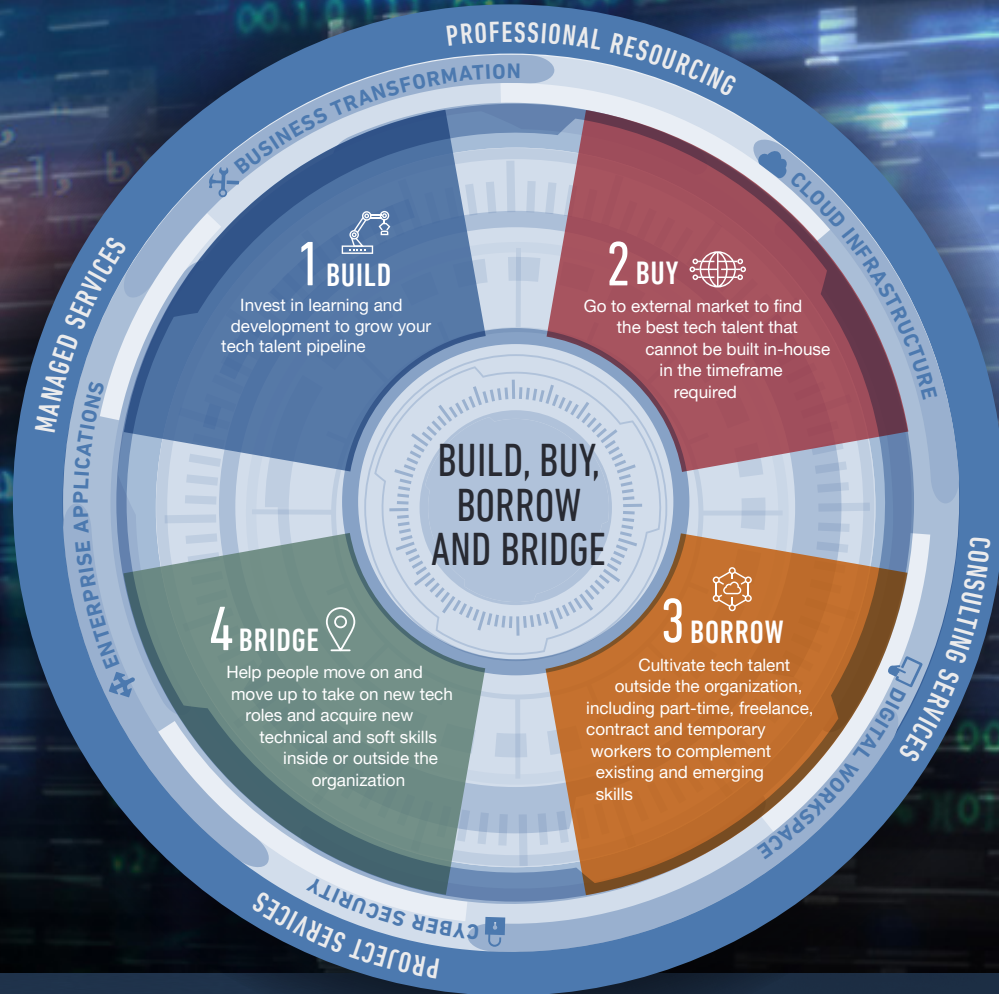 PROFESSIONAL RESOURCING
BUSINESS TRANSFORMATION
CLOUD INFRASTRUCTURE
MANAGED SERVICES
ENTERPRISE APPLICATIONS
1 BUILD
Invest in learning and
development to grow your
tech talent pipeline
2 BUY
Go to external market to find
the best tech talent that
cannot be built in-house
in the timeframe
required
BUILD, BUY,
BORROW
AND BRIDGE
3 BORROW
Cultivate tech talent
outside the organization,
including part-time, freelance,
contract and temporary
workers to complement
existing and emerging
skills
4 BRIDGE
Help people move on and
move up to take on new tech
roles and acquire new
technical and soft skills
inside or outside the
organization
CONSULTING SERVICES
DIGITAL WORKSPACE
CYBER SECURITY
PROJECT SERVICES